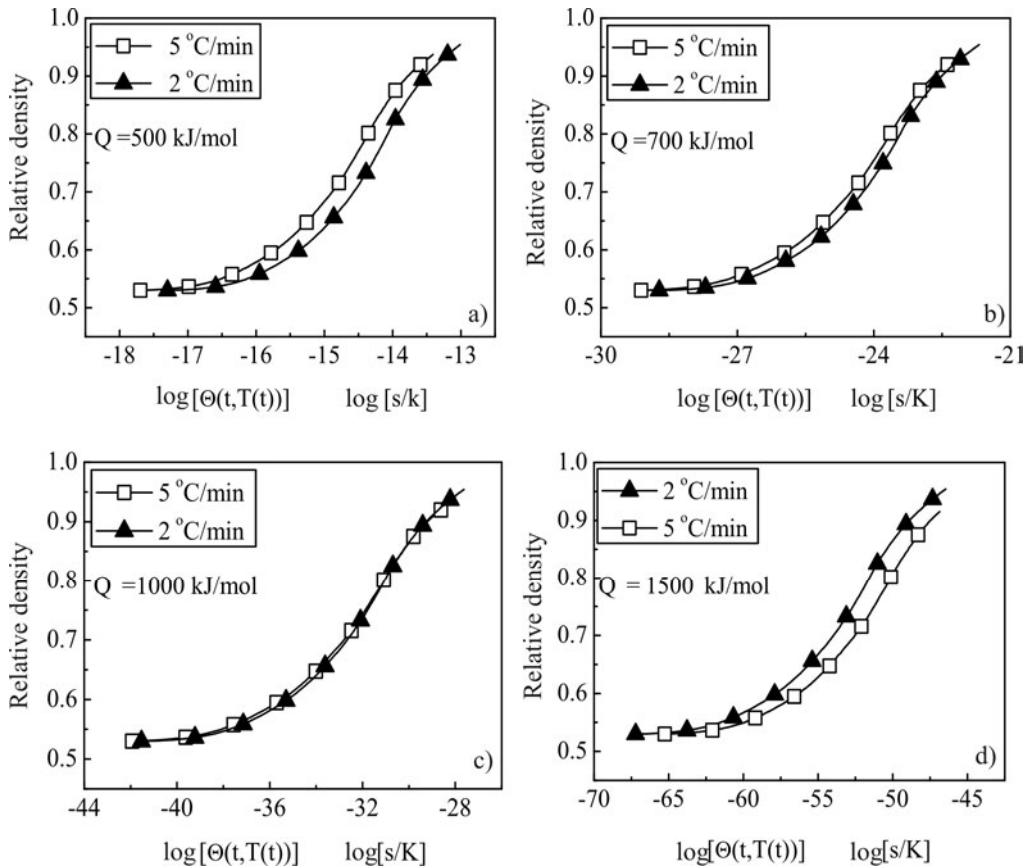 1.0
0.9
0.8
0.7
0.6
0.5
Relative density
5 °C/min
2 °C/min
Q =500 kJ/mol
a)
-18 -17 -16 -15 -14 -13
log[Θ(t,T(t))] log [s/k]
1.0
0.9
0.8
0.7
0.6
0.5
Relative density
5 °C/min
2 °C/min
Q =700 kJ/mol
b)
-30 -27 -24 -21
log[Θ(t,T(t))] log[s/K]
1.0
0.9
0.8
0.7
0.6
0.5
Relative density
5 °C/min
2 °C/min
Q =1000 kJ/mol
c)
-44 -40 -36 -32 -28
log[Θ(t,T(t))] log[s/K]
1.0
0.9
0.8
0.7
0.6
0.5
Relative density
2 °C/min
5 °C/min
Q = 1500 kJ/mol
d)
-70 -65 -60 -55 -50 -45
log[Θ(t,T(t))] log[s/K]